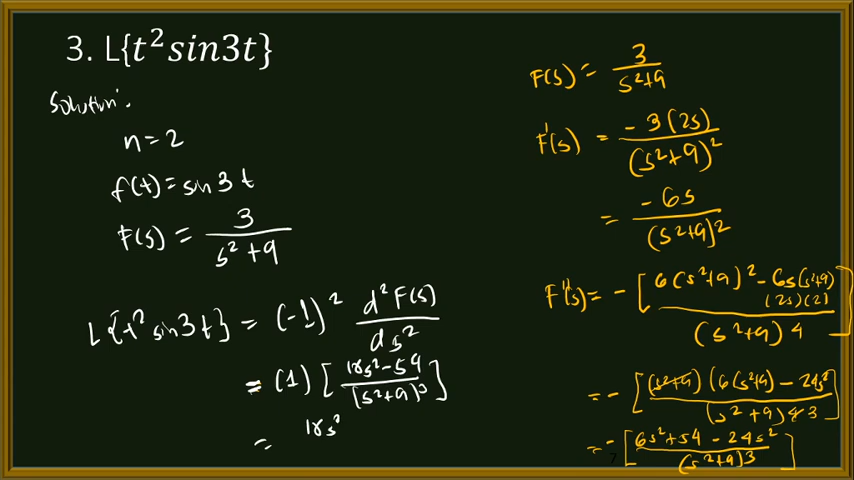 3. L{t²sin3t}
Solution:
n = 2
f(t) = sin 3t
F(s) = 3 / (s² + 9)
L{t² sin 3t} = (-1)² d² F(s) / ds²
= (1) [ (18s² - 54) / (s² + 9)³ ]
= 18s²
F(s) = 3 / (s²+9)
F'(s) = -3(2s) / (s²+9)²
= -6s / (s²+9)²
F''(s) = - [ (6(s²+9)² - 6s(s²+9)(2s)(2)) / (s²+9)4 ]
= - [ (s²+9)(6(s²+9) - 24s²) / (s²+9)4 3 ]
= - [ (6s²+54 - 24s²) / (s²+9)3 ]